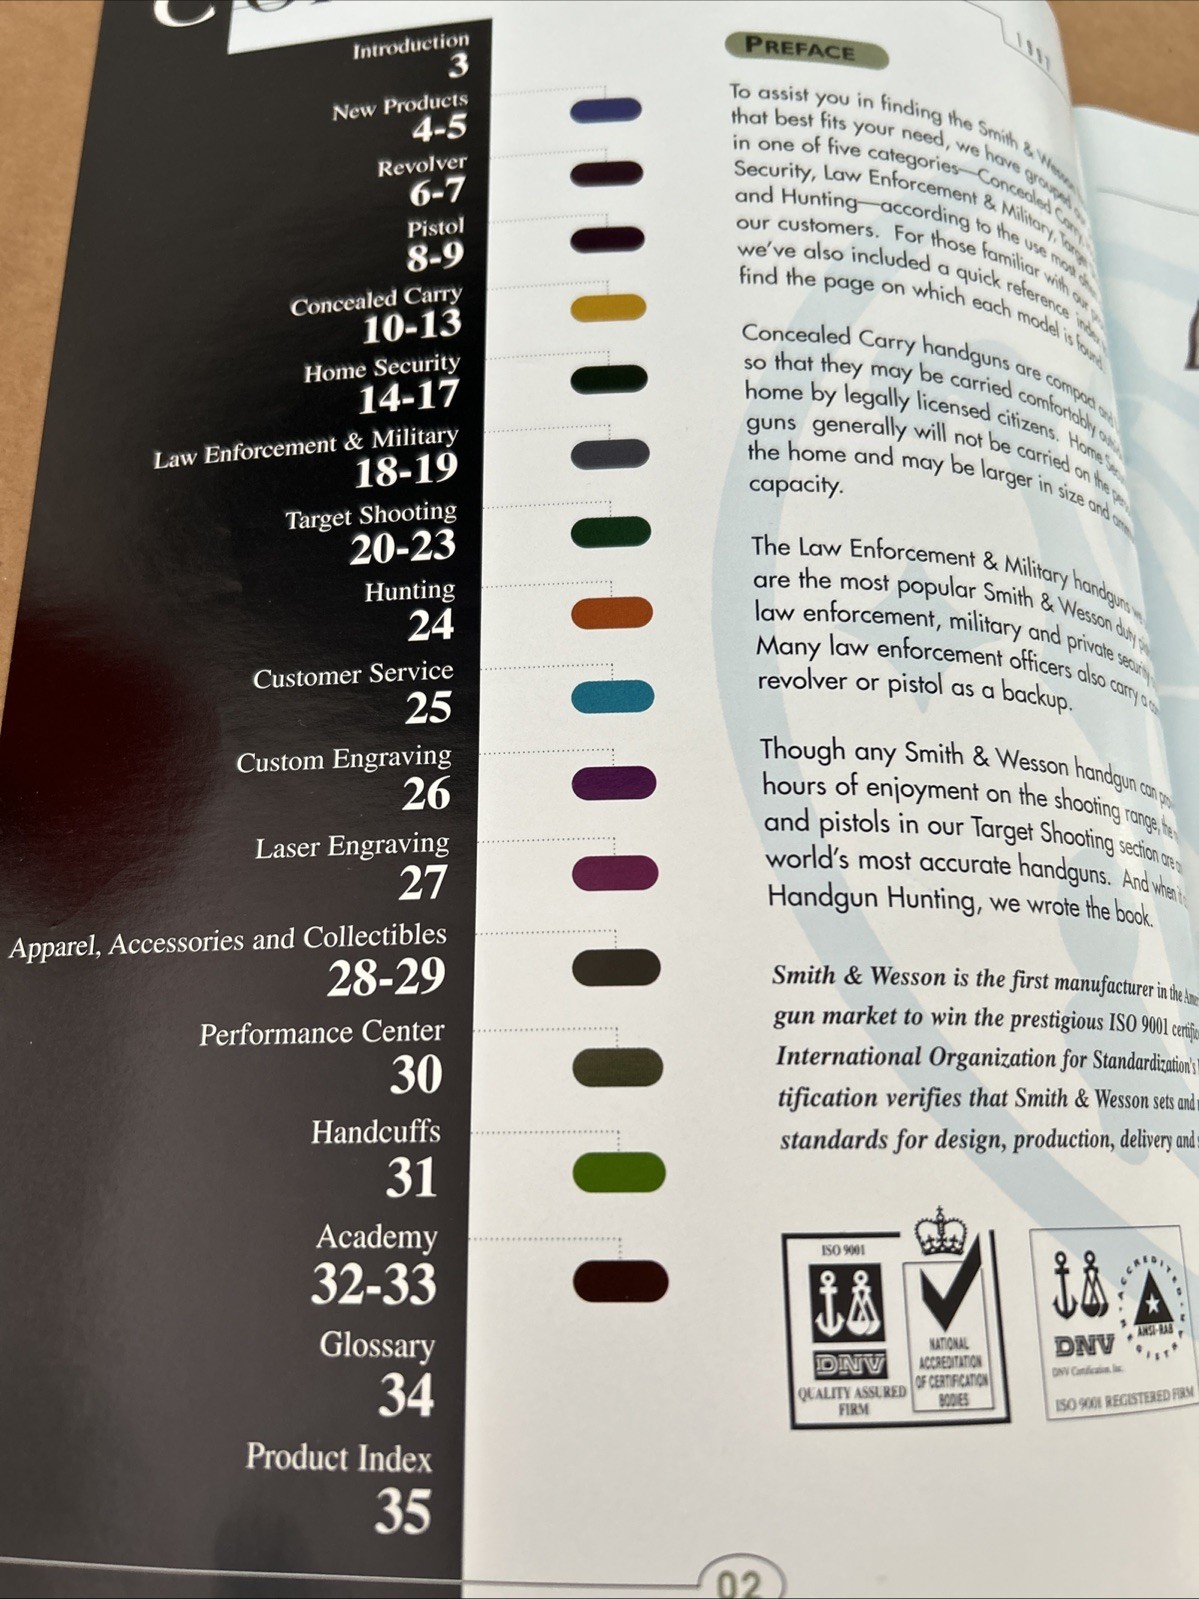 1997
Introduction
3
New Products
4-5
Revolver
6-7
Pistol
8-9
Concealed Carry
10-13
Home Security
14-17
Law Enforcement & Military
18-19
Target Shooting
20-23
Hunting
24
Customer Service
25
Custom Engraving
26
Laser Engraving
27
Apparel, Accessories and Collectibles
28-29
Performance Center
30
Handcuffs
31
Academy
32-33
Glossary
34
Product Index
35
PREFACE
To assist you in finding the Smith &
that best fits your need, we have grouped
in one of five categories—Concealed Carry,
Security, Law Enforcement & Military, Target
and Hunting—according to the use most
our customers. For those familiar with our
we've also included a quick reference index
find the page on which each model is found.
Concealed Carry handguns are compact
so that they may be carried comfortably
home by legally licensed citizens. Home
guns generally will not be carried on the
the home and may be larger in size and
capacity.
The Law Enforcement & Military handguns
are the most popular Smith & Wesson duty
law enforcement, military and private security
Many law enforcement officers also carry a
revolver or pistol as a backup.
Though any Smith & Wesson handgun can
hours of enjoyment on the shooting range, the
and pistols in our Target Shooting section are
world's most accurate handguns. And when it
Handgun Hunting, we wrote the book.
Smith & Wesson is the first manufacturer in the
gun market to win the prestigious ISO 9001
International Organization for Standardization's
tification verifies that Smith & Wesson sets and
standards for design, production, delivery and
ISO 9001
DNV
QUALITY ASSURED
FIRM
NATIONAL
ACCREDITATION
OF CERTIFICATION
BODIES
DNV
DNV Certification, Inc.
ACCREDITED
ANSI-RAB
ISO 9001 REGISTERED FIRM
02